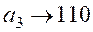 a₃ → 110